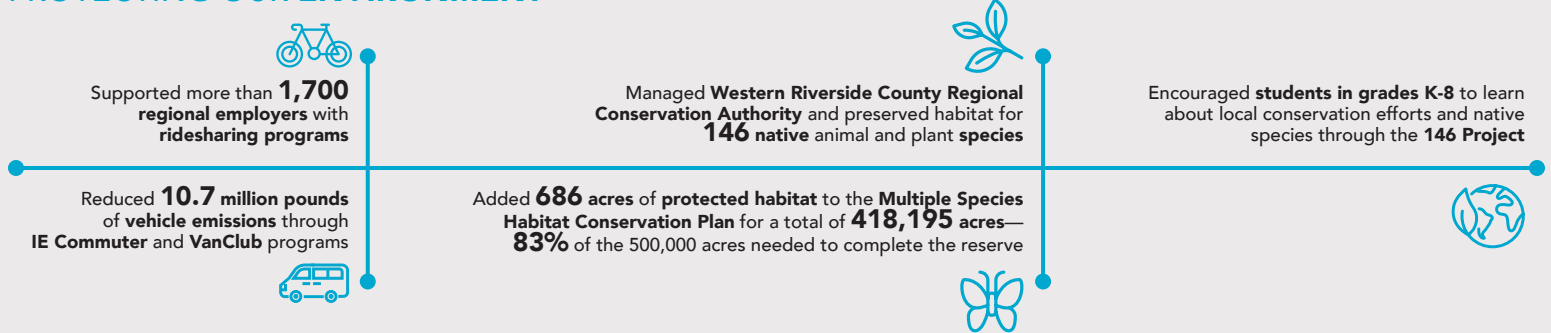 PROTECTING OUR ENVIRONMENT
Supported more than 1,700
regional employers with
ridesharing programs
Managed Western Riverside County Regional
Conservation Authority and preserved habitat for
146 native animal and plant species
Encouraged students in grades K-8 to learn
about local conservation efforts and native
species through the 146 Project
Reduced 10.7 million pounds
of vehicle emissions through
IE Commuter and VanClub programs
Added 686 acres of protected habitat to the Multiple Species
Habitat Conservation Plan for a total of 418,195 acres—
83% of the 500,000 acres needed to complete the reserve